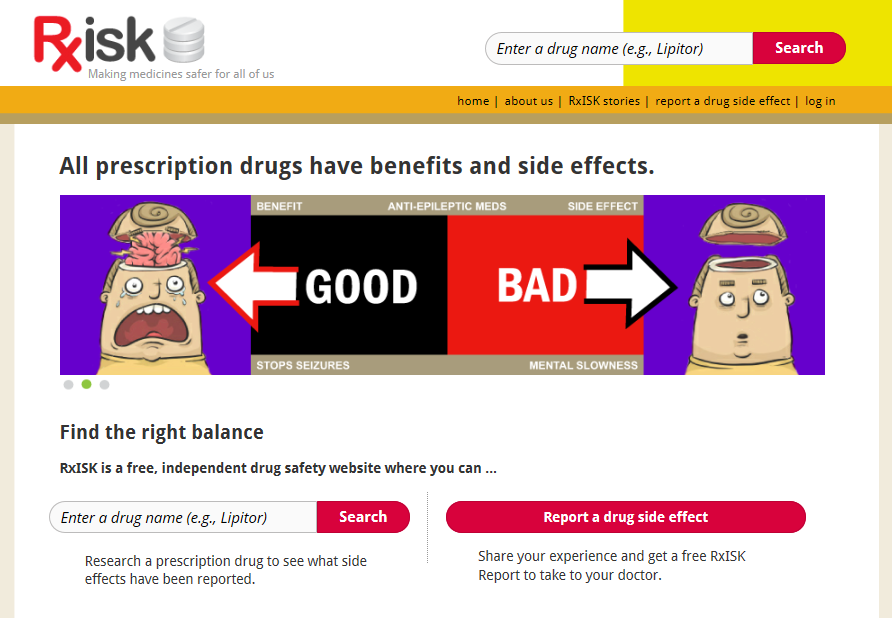 Rxisk
Making medicines safer for all of us
Enter a drug name (e.g., Lipitor) Search
home | about us | RxISK stories | report a drug side effect | log in
All prescription drugs have benefits and side effects.
BENEFIT ANTI-EPILEPTIC MEDS SIDE EFFECT
GOOD BAD
STOPS SEIZURES MENTAL SLOWNESS
Find the right balance
RxISK is a free, independent drug safety website where you can ...
Enter a drug name (e.g., Lipitor) Search
Research a prescription drug to see what side
effects have been reported.
Report a drug side effect
Share your experience and get a free RxISK
Report to take to your doctor.